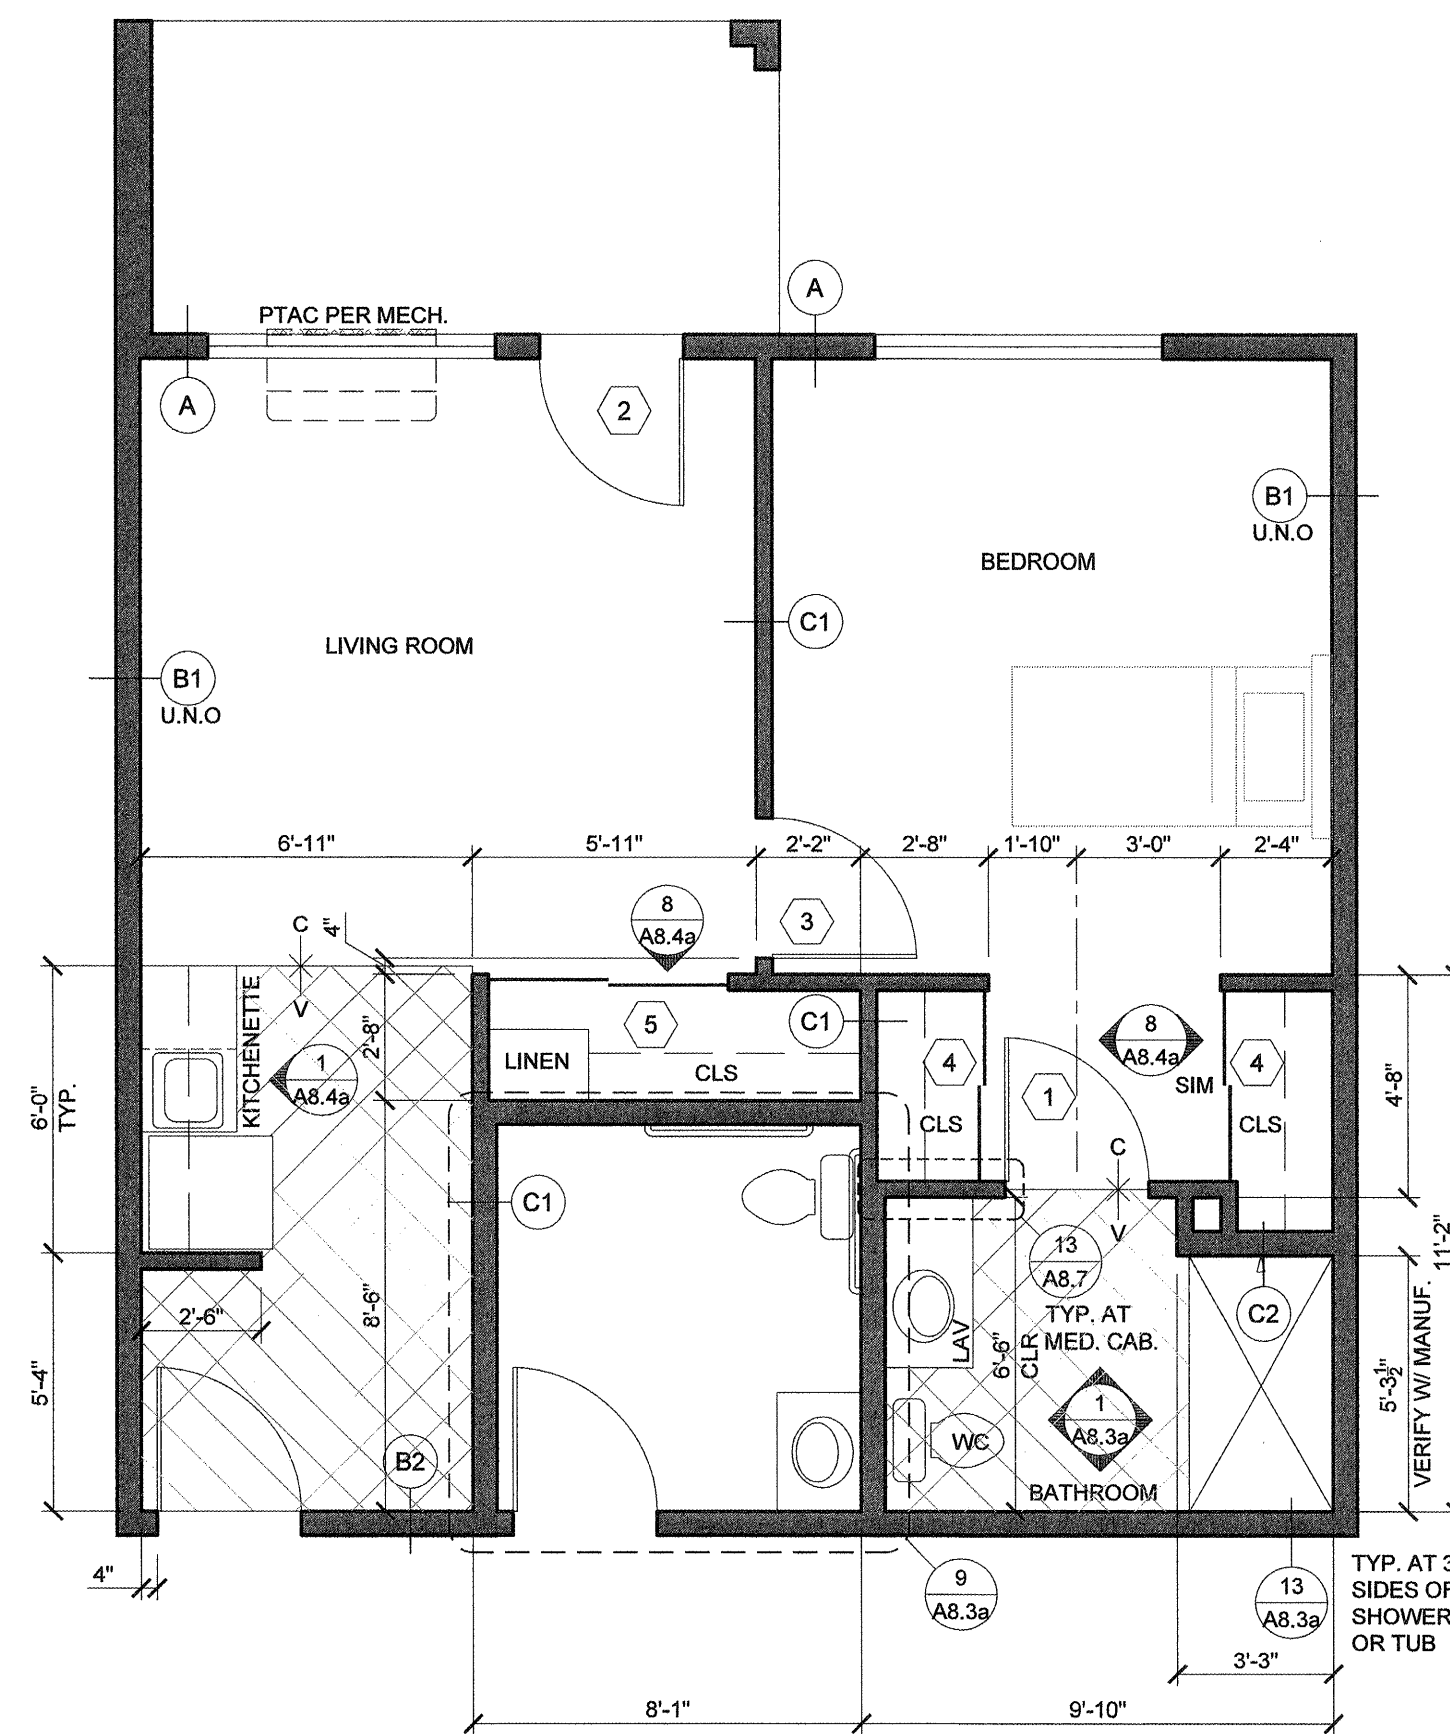 A
PTAC PER MECH.
A
2
B1
U.N.O
BEDROOM
C1
LIVING ROOM
B1
U.N.O
6'-11"
5'-11"
2'-2"
2'-8"
1'-10"
3'-0"
2'-4"
8
A8.4a
3
C
4"
V
KITCHENETTE
2'-8"
5
C1
LINEN
CLS
1
A8.4a
8
A8.4a
SIM
4
1
4
CLS
CLS
6'-0"
TYP.
4'-8"
C
V
C1
13
A8.7
TYP. AT
MED. CAB.
C2
11'-2"
2'-6"
8'-6"
LAV
6'-6"
CLR
5'-4"
5'-3½"
VERIFY W/ MANUF.
1
A8.3a
WC
B2
BATHROOM
4"
9
A8.3a
13
A8.3a
TYP. AT 3
SIDES OF
SHOWER
OR TUB
3'-3"
8'-1"
9'-10"